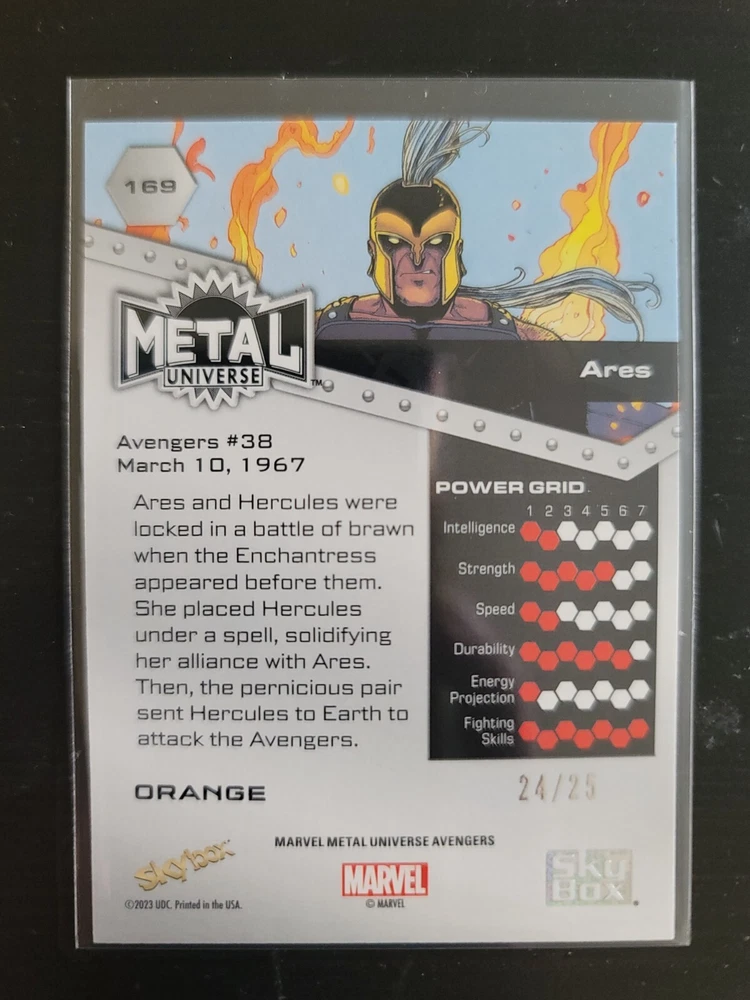 169
METAL
UNIVERSE™
Ares
Avengers #38
March 10, 1967
Ares and Hercules were
locked in a battle of brawn
when the Enchantress
appeared before them.
She placed Hercules
under a spell, solidifying
her alliance with Ares.
Then, the pernicious pair
sent Hercules to Earth to
attack the Avengers.
POWER GRID
1 2 3 4 5 6 7
Intelligence
Strength
Speed
Durability
Energy
Projection
Fighting
Skills
ORANGE
24/25
MARVEL METAL UNIVERSE AVENGERS
Skybox
MARVEL
© MARVEL
Sky
Box®
©2023 UDC. Printed in the USA.